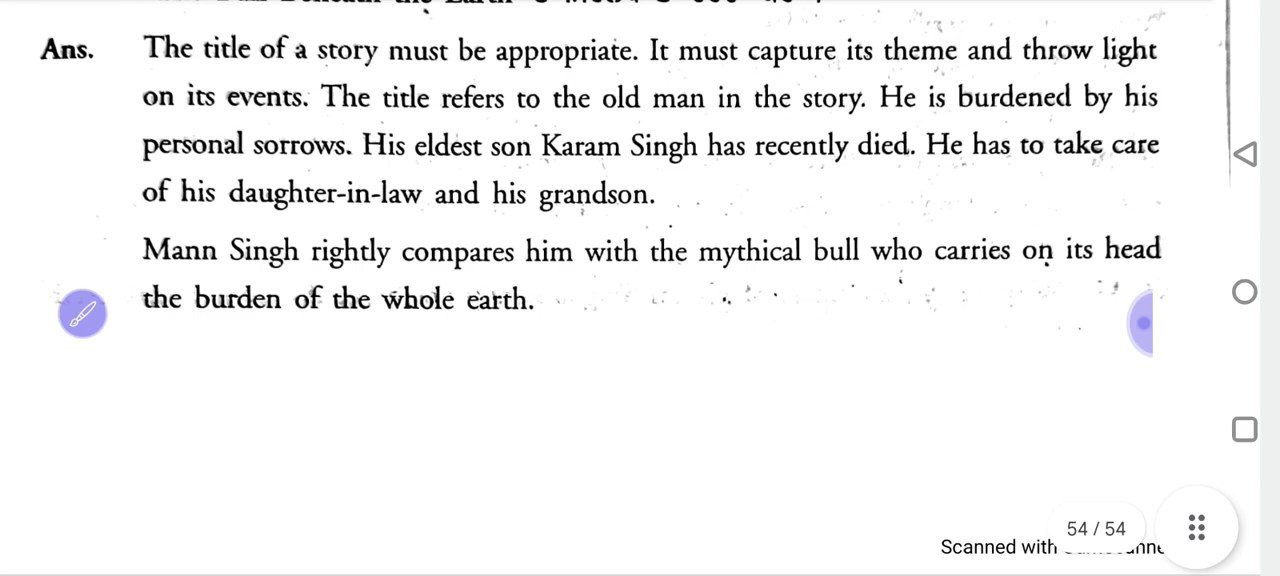 Ans. The title of a story must be appropriate. It must capture its theme and throw light
on its events. The title refers to the old man in the story. He is burdened by his
personal sorrows. His eldest son Karam Singh has recently died. He has to take care
of his daughter-in-law and his grandson.
Mann Singh rightly compares him with the mythical bull who carries on its head
the burden of the whole earth.
54 / 54
Scanned with